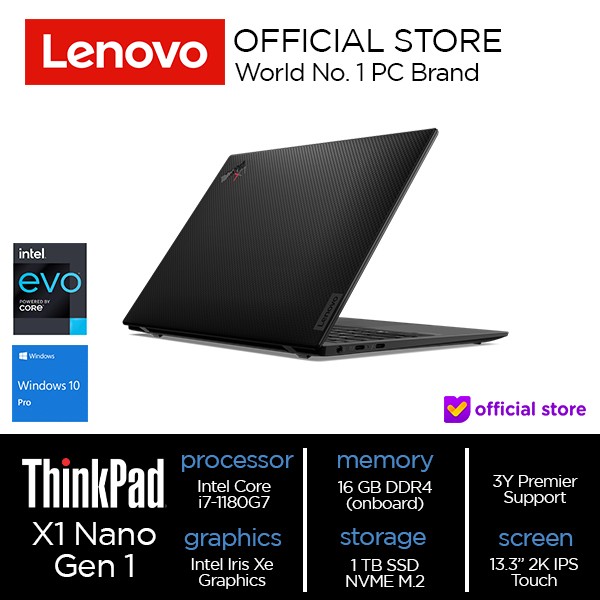 Lenovo
OFFICIAL STORE
World No. 1 PC Brand
Lenovo
intel
evo
POWERED BY
CORE
Windows
Windows 10
Pro
official store
ThinkPad
X1 Nano
Gen 1
processor
Intel Core
i7-1180G7
graphics
Intel Iris Xe
Graphics
memory
16 GB DDR4
(onboard)
storage
1 TB SSD
NVME M.2
3Y Premier
Support
screen
13.3” 2K IPS
Touch